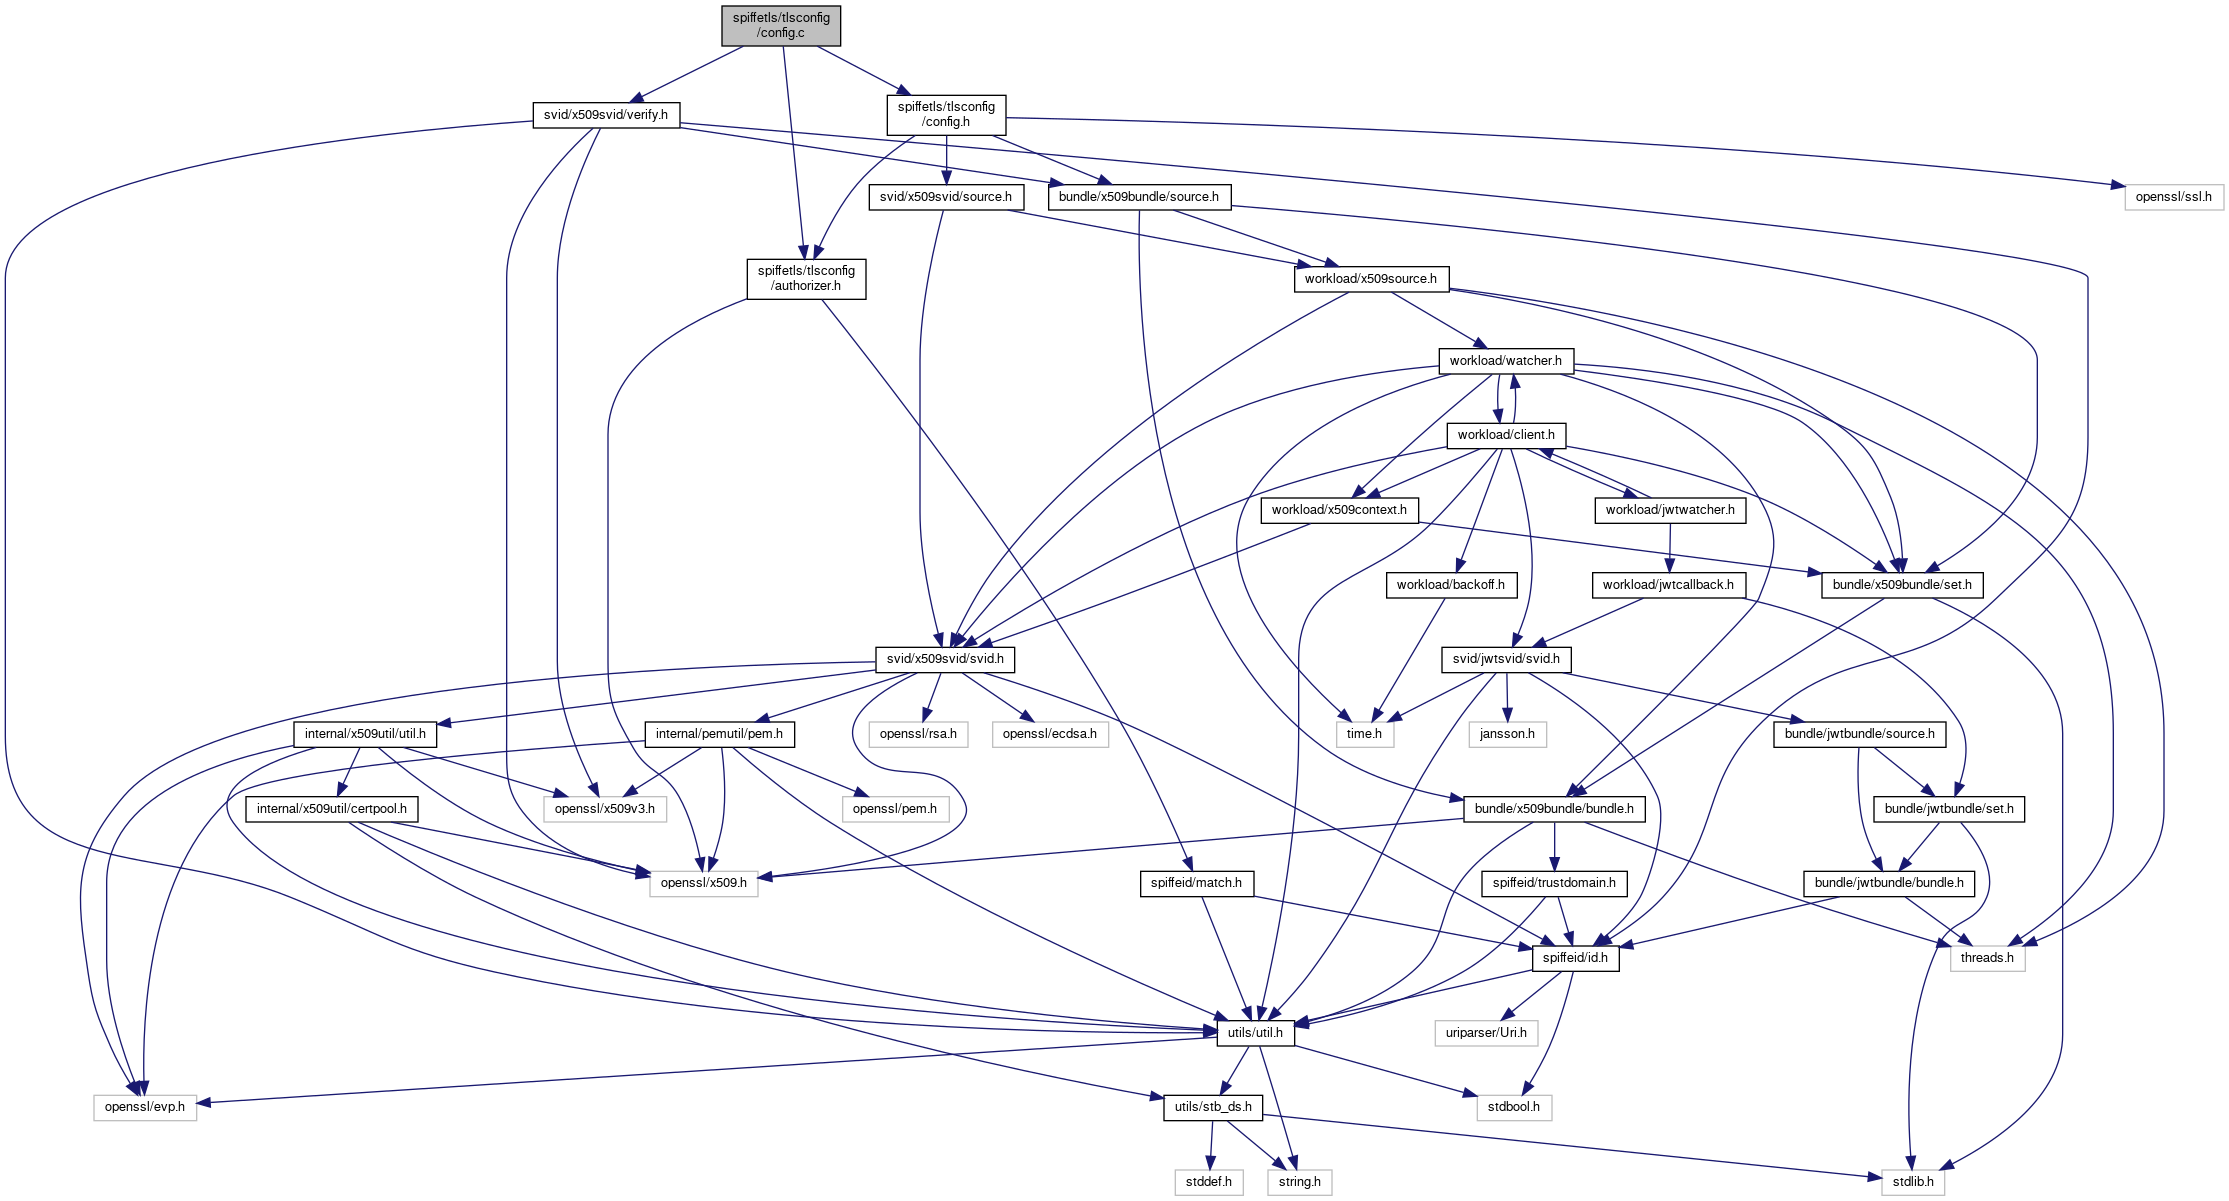 spiffetls/tlsconfig
/config.c
svid/x509svid/verify.h
spiffetls/tlsconfig
/config.h
svid/x509svid/source.h
bundle/x509bundle/source.h
openssl/ssl.h
spiffetls/tlsconfig
/authorizer.h
workload/x509source.h
workload/watcher.h
workload/client.h
workload/x509context.h
workload/jwtwatcher.h
workload/backoff.h
workload/jwtcallback.h
bundle/x509bundle/set.h
svid/x509svid/svid.h
svid/jwtsvid/svid.h
internal/x509util/util.h
internal/pemutil/pem.h
openssl/rsa.h
openssl/ecdsa.h
time.h
jansson.h
bundle/jwtbundle/source.h
internal/x509util/certpool.h
openssl/x509v3.h
openssl/pem.h
bundle/x509bundle/bundle.h
bundle/jwtbundle/set.h
openssl/x509.h
spiffeid/match.h
spiffeid/trustdomain.h
bundle/jwtbundle/bundle.h
spiffeid/id.h
threads.h
utils/util.h
uriparser/Uri.h
openssl/evp.h
utils/stb_ds.h
stdbool.h
stddef.h
string.h
stdlib.h